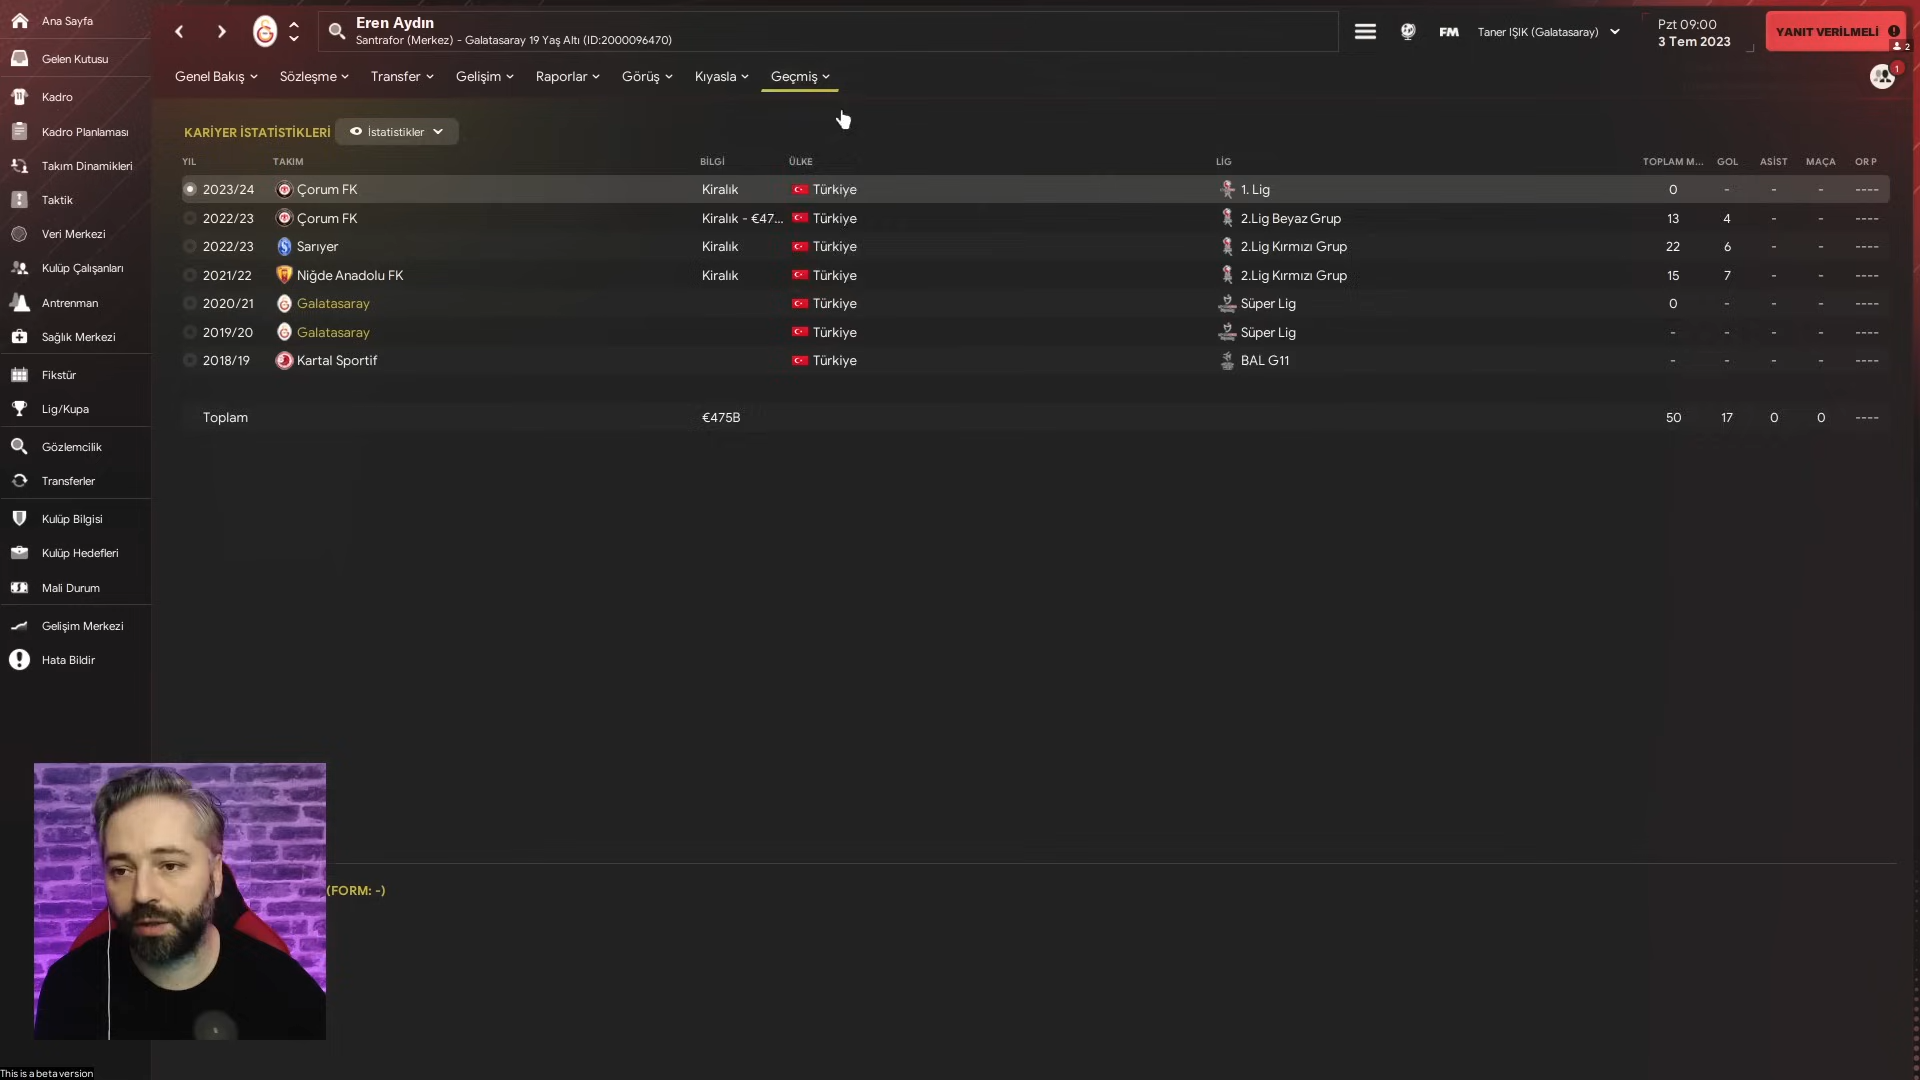 Ana Sayfa
Gelen Kutusu
Kadro
Kadro Planlaması
Takım Dinamikleri
Taktik
Veri Merkezi
Kulüp Çalışanları
Antrenman
Sağlık Merkezi
Fikstür
Lig/Kupa
Gözlemcilik
Transferler
Kulüp Bilgisi
Kulüp Hedefleri
Mali Durum
Gelişim Merkezi
Hata Bildir
Eren Aydın
Santrafor (Merkez) - Galatasaray 19 Yaş Altı (ID:2000096470)
FM
Taner IŞIK (Galatasaray)
Pzt 09:00
3 Tem 2023
YANIT VERİLMELİ
2
1
Genel Bakış Sözleşme Transfer Gelişim Raporlar Görüş Kıyasla Geçmiş
KARİYER İSTATİSTİKLERİ İstatistikler
YIL TAKIM BİLGİ ÜLKE LİG TOPLAM M... GOL ASİST MAÇA OR P
2023/24 Çorum FK Kiralık Türkiye 1. Lig 0 - - - ----
2022/23 Çorum FK Kiralık - €47... Türkiye 2.Lig Beyaz Grup 13 4 - - ----
2022/23 Sarıyer Kiralık Türkiye 2.Lig Kırmızı Grup 22 6 - - ----
2021/22 Niğde Anadolu FK Kiralık Türkiye 2.Lig Kırmızı Grup 15 7 - - ----
2020/21 Galatasaray Türkiye Süper Lig 0 - - - ----
2019/20 Galatasaray Türkiye Süper Lig - - - - ----
2018/19 Kartal Sportif Türkiye BAL G11 - - - - ----
Toplam €475B 50 17 0 0 ----
(FORM: -)
This is a beta version